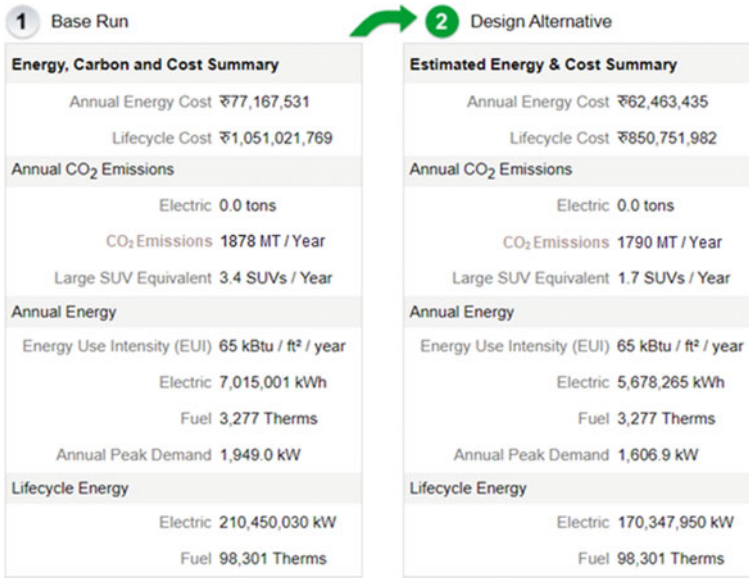 1 Base Run
Energy, Carbon and Cost Summary
Annual Energy Cost रु77,167,531
Lifecycle Cost रु1,051,021,769
Annual CO2 Emissions
Electric 0.0 tons
CO2 Emissions 1878 MT / Year
Large SUV Equivalent 3.4 SUVs / Year
Annual Energy
Energy Use Intensity (EUI) 65 kBtu / ft² / year
Electric 7,015,001 kWh
Fuel 3,277 Therms
Annual Peak Demand 1,949.0 kW
Lifecycle Energy
Electric 210,450,030 kW
Fuel 98,301 Therms
2 Design Alternative
Estimated Energy & Cost Summary
Annual Energy Cost रु62,463,435
Lifecycle Cost रु850,751,982
Annual CO2 Emissions
Electric 0.0 tons
CO2 Emissions 1790 MT / Year
Large SUV Equivalent 1.7 SUVs / Year
Annual Energy
Energy Use Intensity (EUI) 65 kBtu / ft² / year
Electric 5,678,265 kWh
Fuel 3,277 Therms
Annual Peak Demand 1,606.9 kW
Lifecycle Energy
Electric 170,347,950 kW
Fuel 98,301 Therms